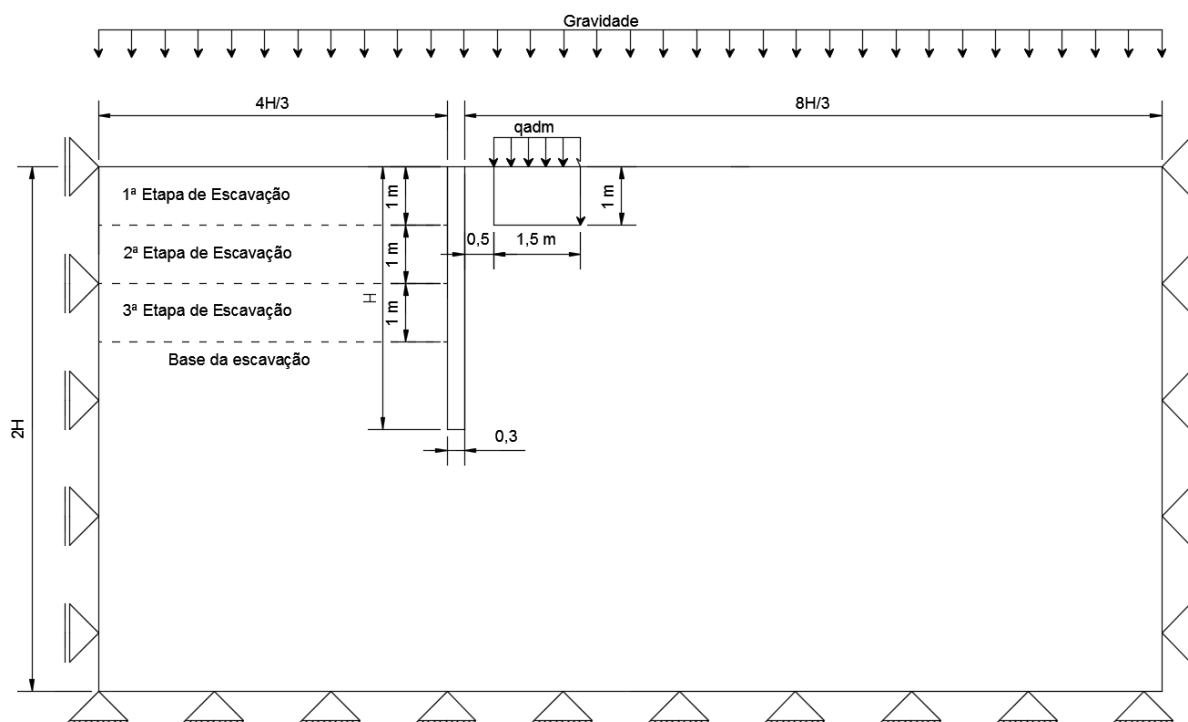 Gravidade
4H/3
8H/3
qadm
1ª Etapa de Escavação
1 m
1 m
0,5
1,5 m
2ª Etapa de Escavação
1 m
H
3ª Etapa de Escavação
1 m
Base da escavação
2H
0,3